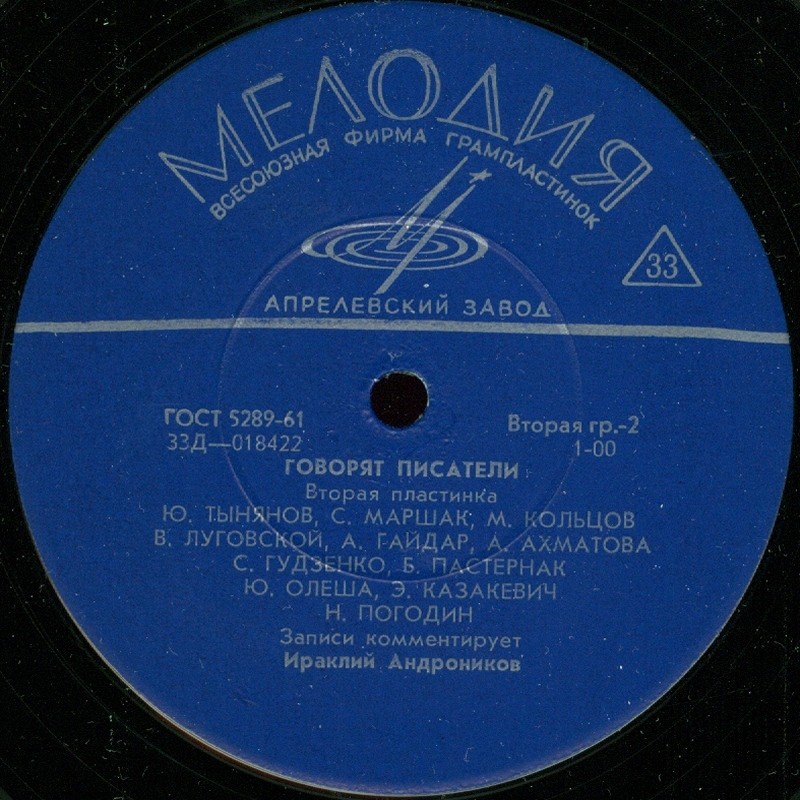 МЕЛОДИЯ
ВСЕСОЮЗНАЯ ФИРМА ГРАМПЛАСТИНОК
33
АПРЕЛЕВСКИЙ ЗАВОД
ГОСТ 5289-61 Вторая гр.-2
33Д—018422 1-00
ГОВОРЯТ ПИСАТЕЛИ
Вторая пластинка
Ю. ТЫНЯНОВ, С. МАРШАК, М. КОЛЬЦОВ
В. ЛУГОВСКОЙ, А. ГАЙДАР, А. АХМАТОВА
С. ГУДЗЕНКО, Б. ПАСТЕРНАК
Ю. ОЛЕША, Э. КАЗАКЕВИЧ
Н. ПОГОДИН
Записи комментирует
Ираклий Андроников